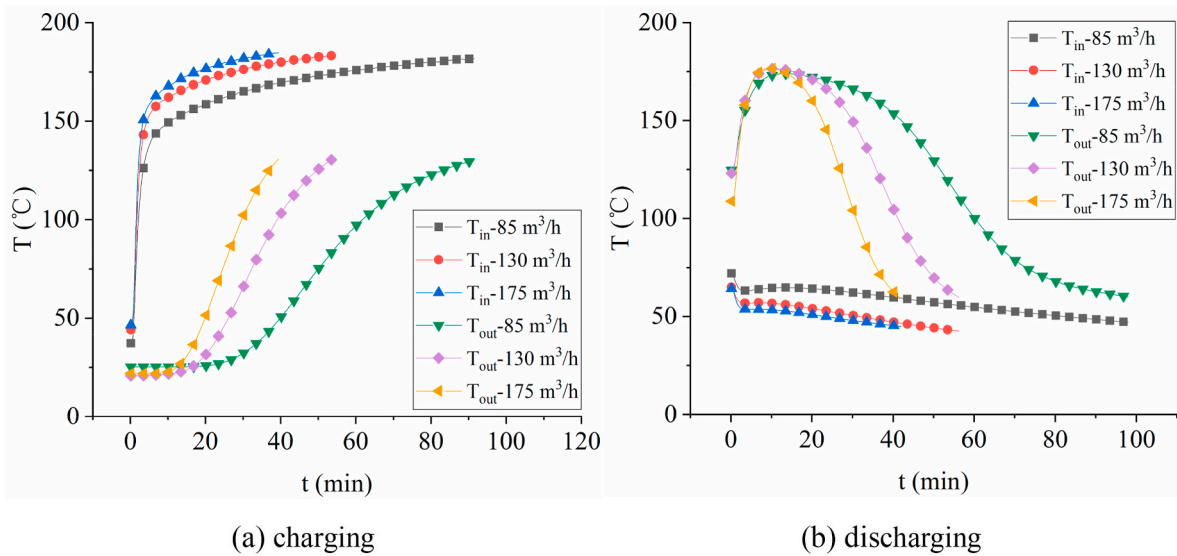 200
150
100
50
0
T (℃)
0
20
40
60
80
100
120
t (min)
T_in-85 m³/h
T_in-130 m³/h
T_in-175 m³/h
T_out-85 m³/h
T_out-130 m³/h
T_out-175 m³/h
(a) charging
200
150
100
50
0
T (℃)
0
20
40
60
80
100
t (min)
T_in-85 m³/h
T_in-130 m³/h
T_in-175 m³/h
T_out-85 m³/h
T_out-130 m³/h
T_out-175 m³/h
(b) discharging